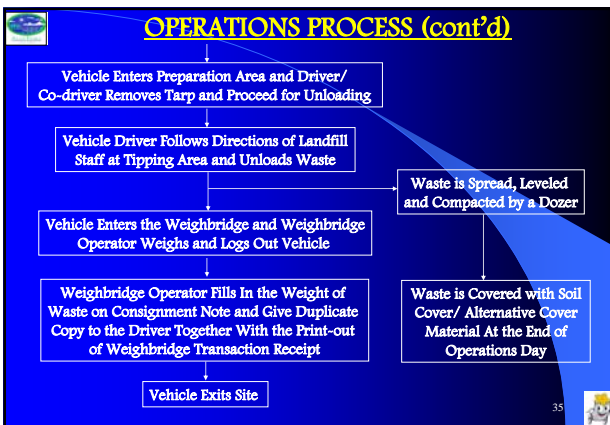 OPERATIONS PROCESS (cont’d)
Vehicle Enters Preparation Area and Driver/
Co-driver Removes Tarp and Proceed for Unloading
Vehicle Driver Follows Directions of Landfill
Staff at Tipping Area and Unloads Waste
Waste is Spread, Leveled
and Compacted by a Dozer
Vehicle Enters the Weighbridge and Weighbridge
Operator Weighs and Logs Out Vehicle
Weighbridge Operator Fills In the Weight of
Waste on Consignment Note and Give Duplicate
Copy to the Driver Together With the Print-out
of Weighbridge Transaction Receipt
Waste is Covered with Soil
Cover/ Alternative Cover
Material At the End of
Operations Day
Vehicle Exits Site
35